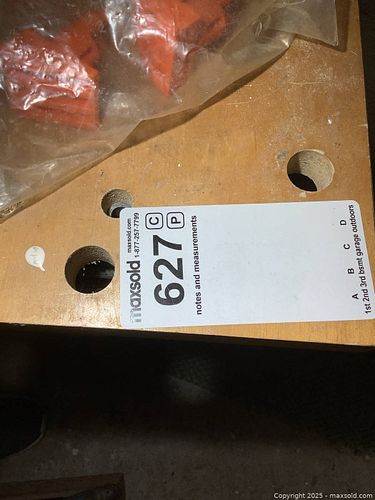 maxsold
maxsold.com
1-877-257-7799
627
C
P
notes and measurements
A B C D
1st 2nd 3rd bsmt garage outdoors
Copyright 2025 - maxsold.com